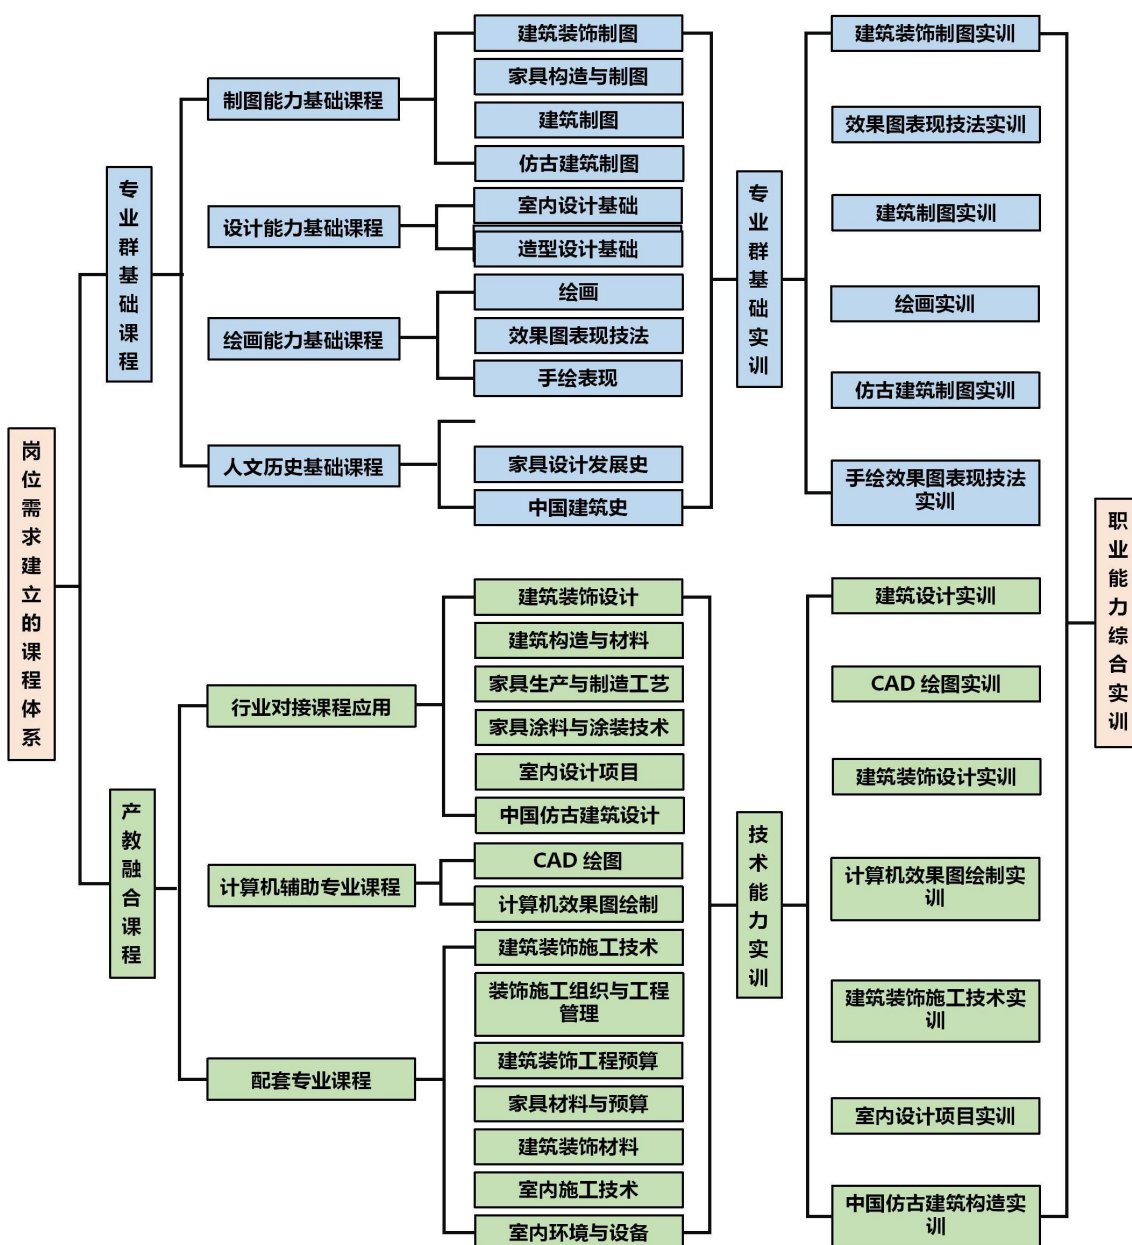 岗位需求建立的课程体系
专业群基础课程
制图能力基础课程
建筑装饰制图
家具构造与制图
建筑制图
仿古建筑制图
设计能力基础课程
室内设计基础
造型设计基础
绘画能力基础课程
绘画
效果图表现技法
手绘表现
人文历史基础课程
家具设计发展史
中国建筑史
专业群基础实训
建筑装饰制图实训
效果图表现技法实训
建筑制图实训
绘画实训
仿古建筑制图实训
手绘效果图表现技法
实训
产教融合课程
行业对接课程应用
建筑装饰设计
建筑构造与材料
家具生产与制造工艺
家具涂料与涂装技术
室内设计项目
中国仿古建筑设计
计算机辅助专业课程
CAD 绘图
计算机效果图绘制
配套专业课程
建筑装饰施工技术
装饰施工组织与工程
管理
建筑装饰工程预算
家具材料与预算
建筑装饰材料
室内施工技术
室内环境与设备
技术能力实训
建筑设计实训
CAD 绘图实训
建筑装饰设计实训
计算机效果图绘制实
训
建筑装饰施工技术实
训
室内设计项目实训
中国仿古建筑构造实
训
职业能力综合实训